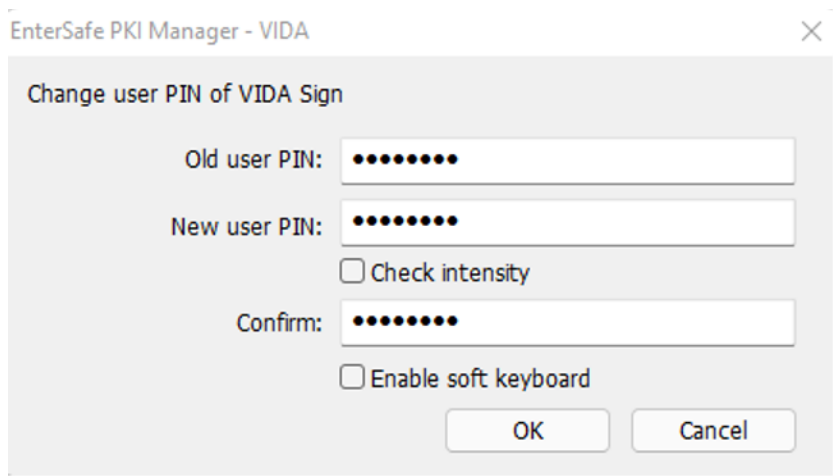 EnterSafe PKI Manager - VIDA
Change user PIN of VIDA Sign
Old user PIN: ••••••••
New user PIN: ••••••••
Check intensity
Confirm: ••••••••
Enable soft keyboard
OK Cancel